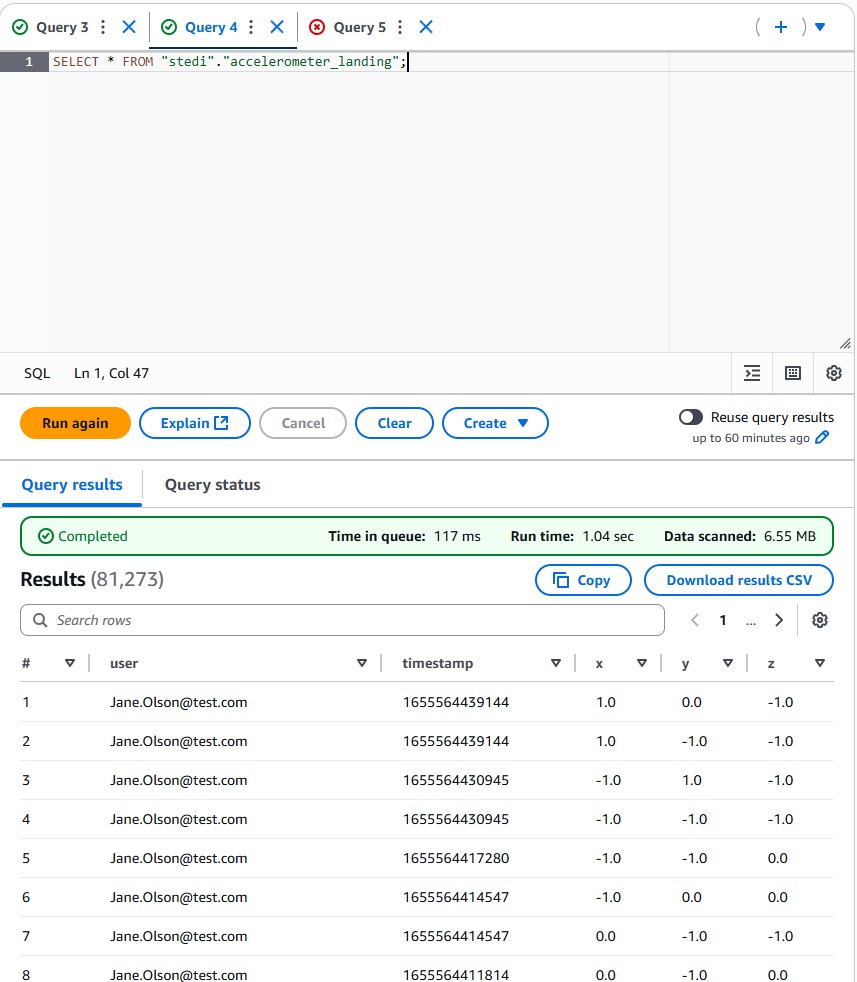 Query 3 Query 4 Query 5
1 SELECT * FROM "stedi"."accelerometer_landing";
SQL Ln 1, Col 47
Run again Explain Cancel Clear Create Reuse query results
up to 60 minutes ago
Query results Query status
Completed Time in queue: 117 ms Run time: 1.04 sec Data scanned: 6.55 MB
Results (81,273) Copy Download results CSV
Search rows 1 ...
# user timestamp x y z
1 Jane.Olson@test.com 1655564439144 1.0 0.0 -1.0
2 Jane.Olson@test.com 1655564439144 1.0 -1.0 -1.0
3 Jane.Olson@test.com 1655564430945 -1.0 1.0 -1.0
4 Jane.Olson@test.com 1655564430945 -1.0 -1.0 -1.0
5 Jane.Olson@test.com 1655564417280 -1.0 -1.0 0.0
6 Jane.Olson@test.com 1655564414547 -1.0 0.0 0.0
7 Jane.Olson@test.com 1655564414547 0.0 -1.0 -1.0
8 Jane.Olson@test.com 1655564411814 0.0 -1.0 0.0